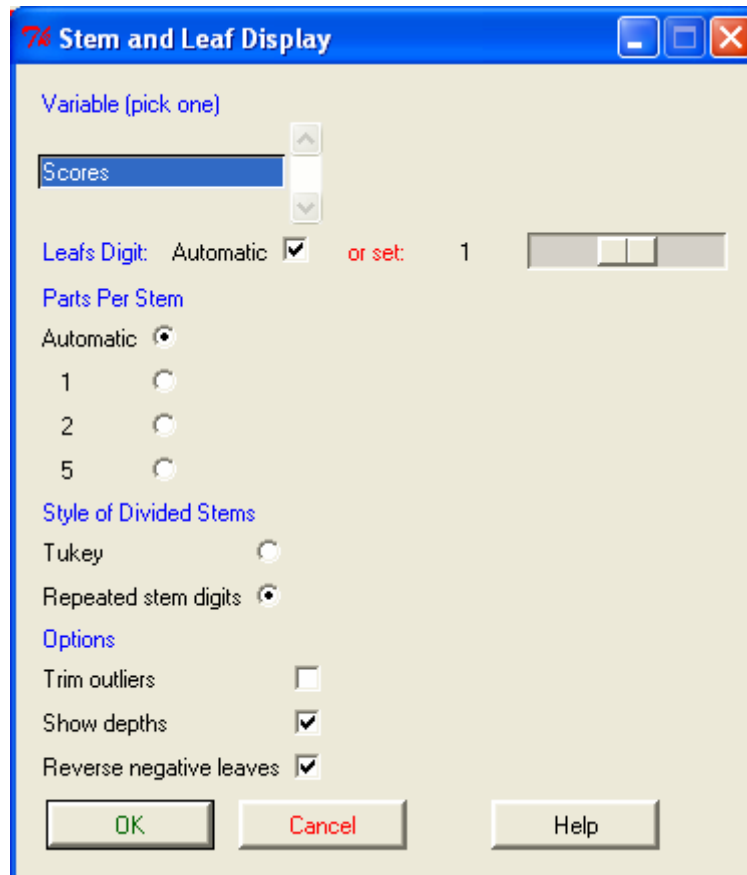 Stem and Leaf Display
Variable (pick one)
Scores
Leafs Digit: Automatic or set: 1
Parts Per Stem
Automatic
1
2
5
Style of Divided Stems
Tukey
Repeated stem digits
Options
Trim outliers
Show depths
Reverse negative leaves
OK Cancel Help